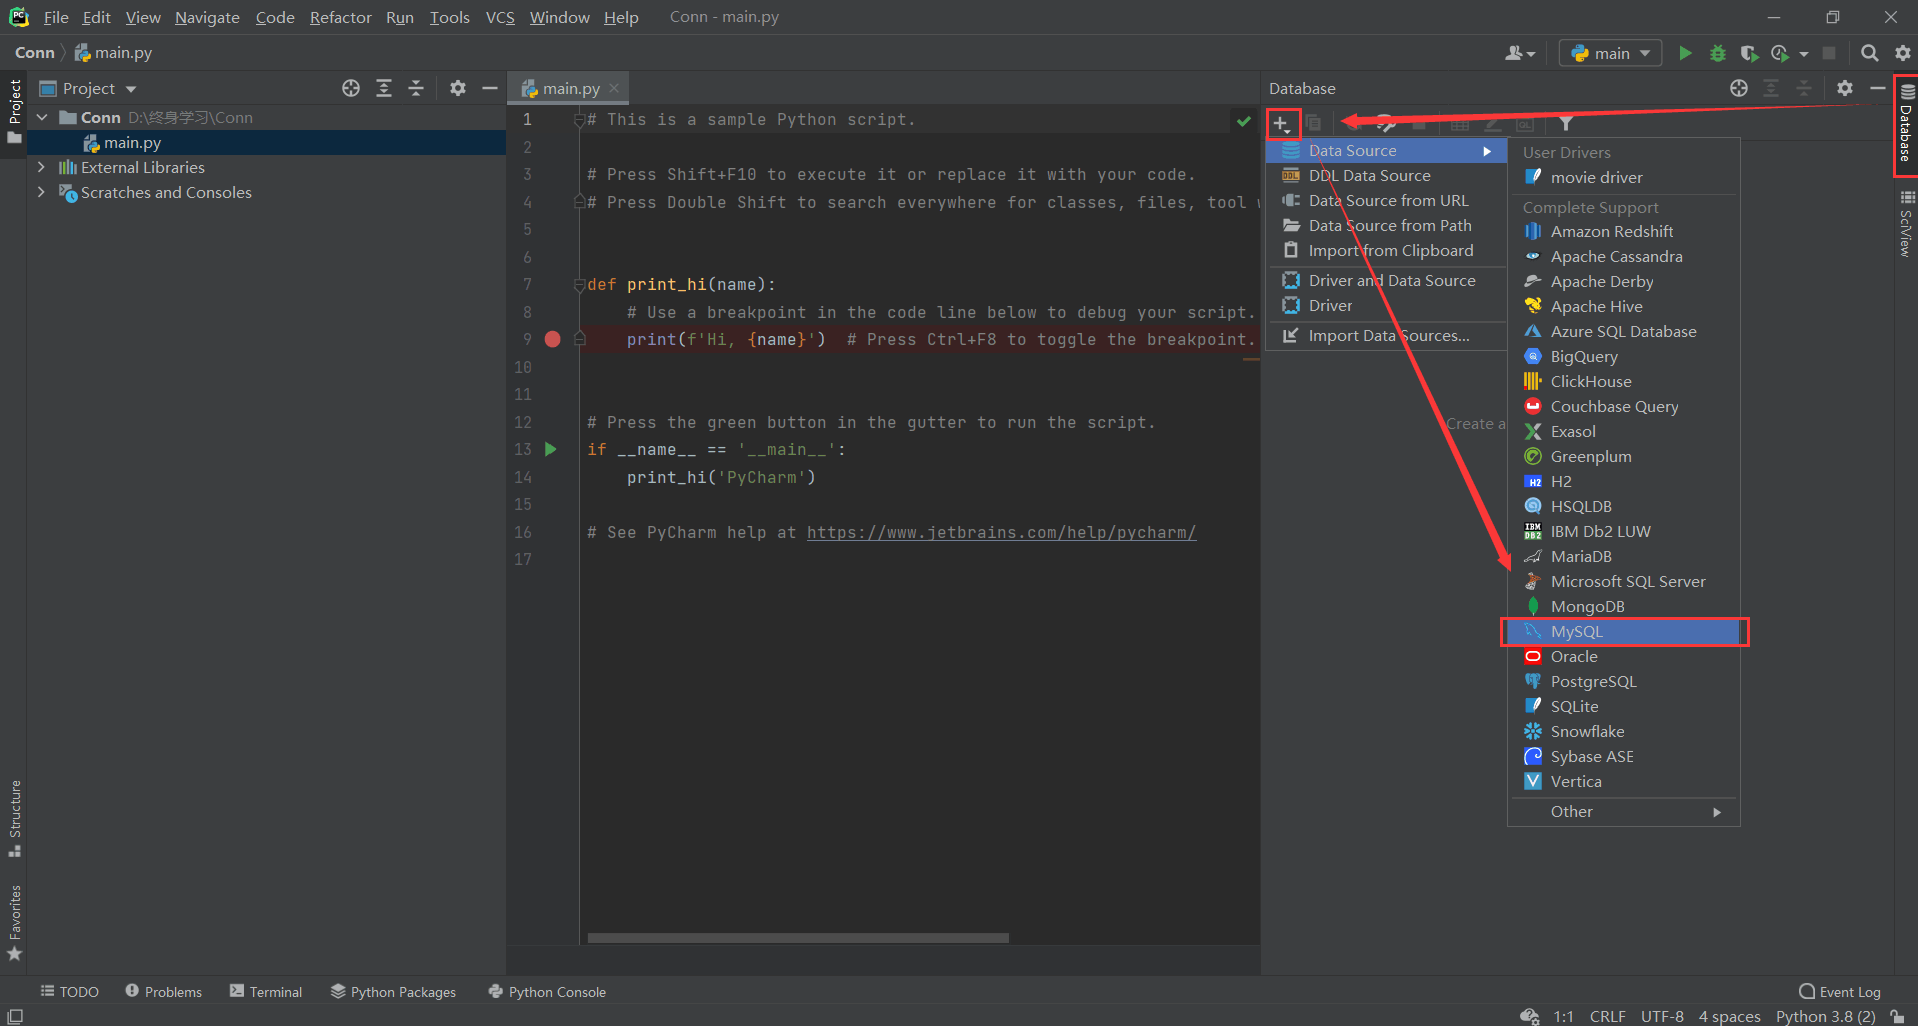 File Edit View Navigate Code Refactor Run Tools VCS Window Help Conn - main.py
Conn main.py
main
Project
Project
Conn D:\终身学习\Conn
main.py
External Libraries
Scratches and Consoles
Structure
Favorites
main.py
1 # This is a sample Python script.
2
3 # Press Shift+F10 to execute it or replace it with your code.
4 # Press Double Shift to search everywhere for classes, files, tool w
5
6
7 def print_hi(name):
8 # Use a breakpoint in the code line below to debug your script.
9 print(f'Hi, {name}') # Press Ctrl+F8 to toggle the breakpoint.
10
11
12 # Press the green button in the gutter to run the script.
13 if __name__ == '__main__':
14 print_hi('PyCharm')
15
16 # See PyCharm help at https://www.jetbrains.com/help/pycharm/
17
Database
Data Source
DDL Data Source
Data Source from URL
Data Source from Path
Import from Clipboard
Driver and Data Source
Driver
Import Data Sources...
Create a
User Drivers
movie driver
Complete Support
Amazon Redshift
Apache Cassandra
Apache Derby
Apache Hive
Azure SQL Database
BigQuery
ClickHouse
Couchbase Query
Exasol
Greenplum
H2
HSQLDB
IBM Db2 LUW
MariaDB
Microsoft SQL Server
MongoDB
MySQL
Oracle
PostgreSQL
SQLite
Snowflake
Sybase ASE
Vertica
Other
Database
SciView
TODO Problems Terminal Python Packages Python Console Event Log
1:1 CRLF UTF-8 4 spaces Python 3.8 (2)